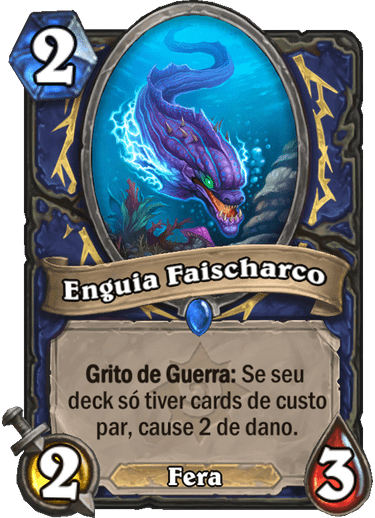 2
Enguia Faischarco
Grito de Guerra: Se seu
deck só tiver cards de custo
par, cause 2 de dano.
2
Fera
3